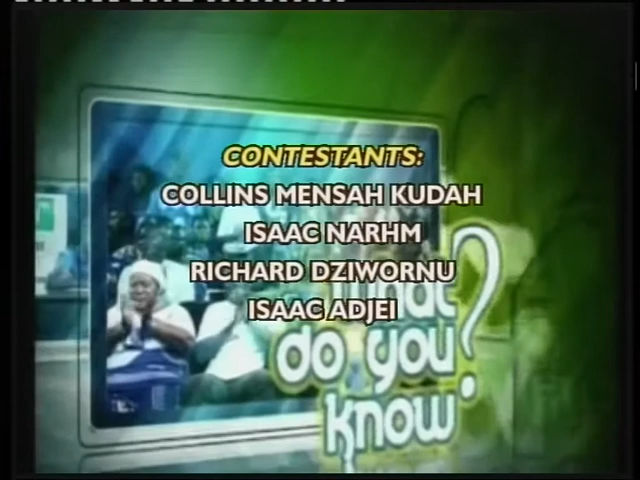 CONTESTANTS:
COLLINS MENSAH KUDAH
ISAAC NARHM
RICHARD DZIWORNU
ISAAC ADJEI
What
do you
know?